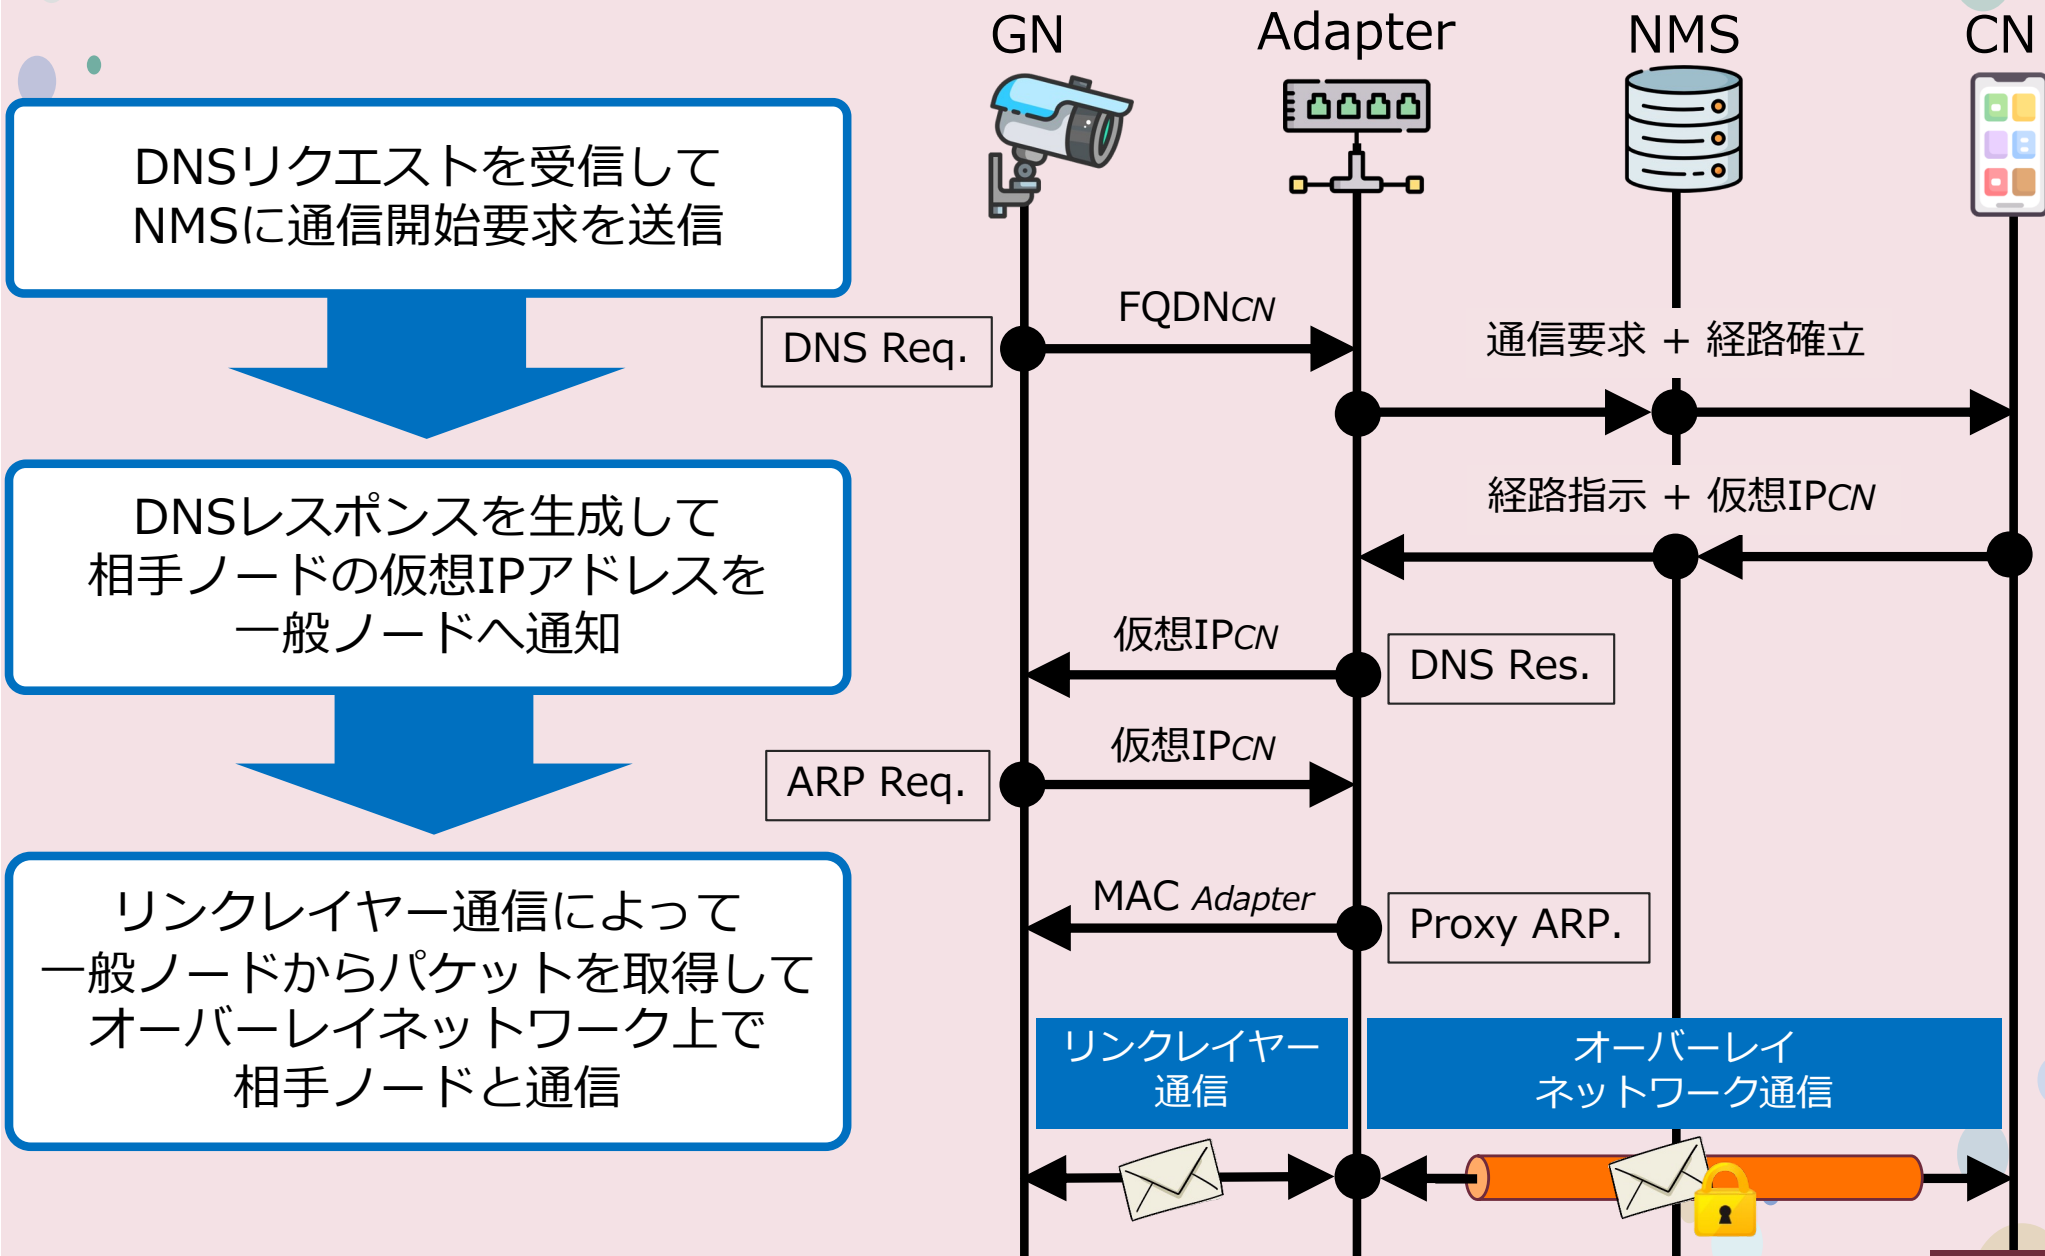 GN
Adapter
NMS
CN
DNSリクエストを受信して
NMSに通信開始要求を送信
DNSレスポンスを生成して
相手ノードの仮想IPアドレスを
一般ノードへ通知
リンクレイヤー通信によって
一般ノードからパケットを取得して
オーバーレイネットワーク上で
相手ノードと通信
FQDNCN
DNS Req.
通信要求 + 経路確立
経路指示 + 仮想IPCN
仮想IPCN
DNS Res.
仮想IPCN
ARP Req.
MAC Adapter
Proxy ARP.
リンクレイヤー
通信
オーバーレイ
ネットワーク通信